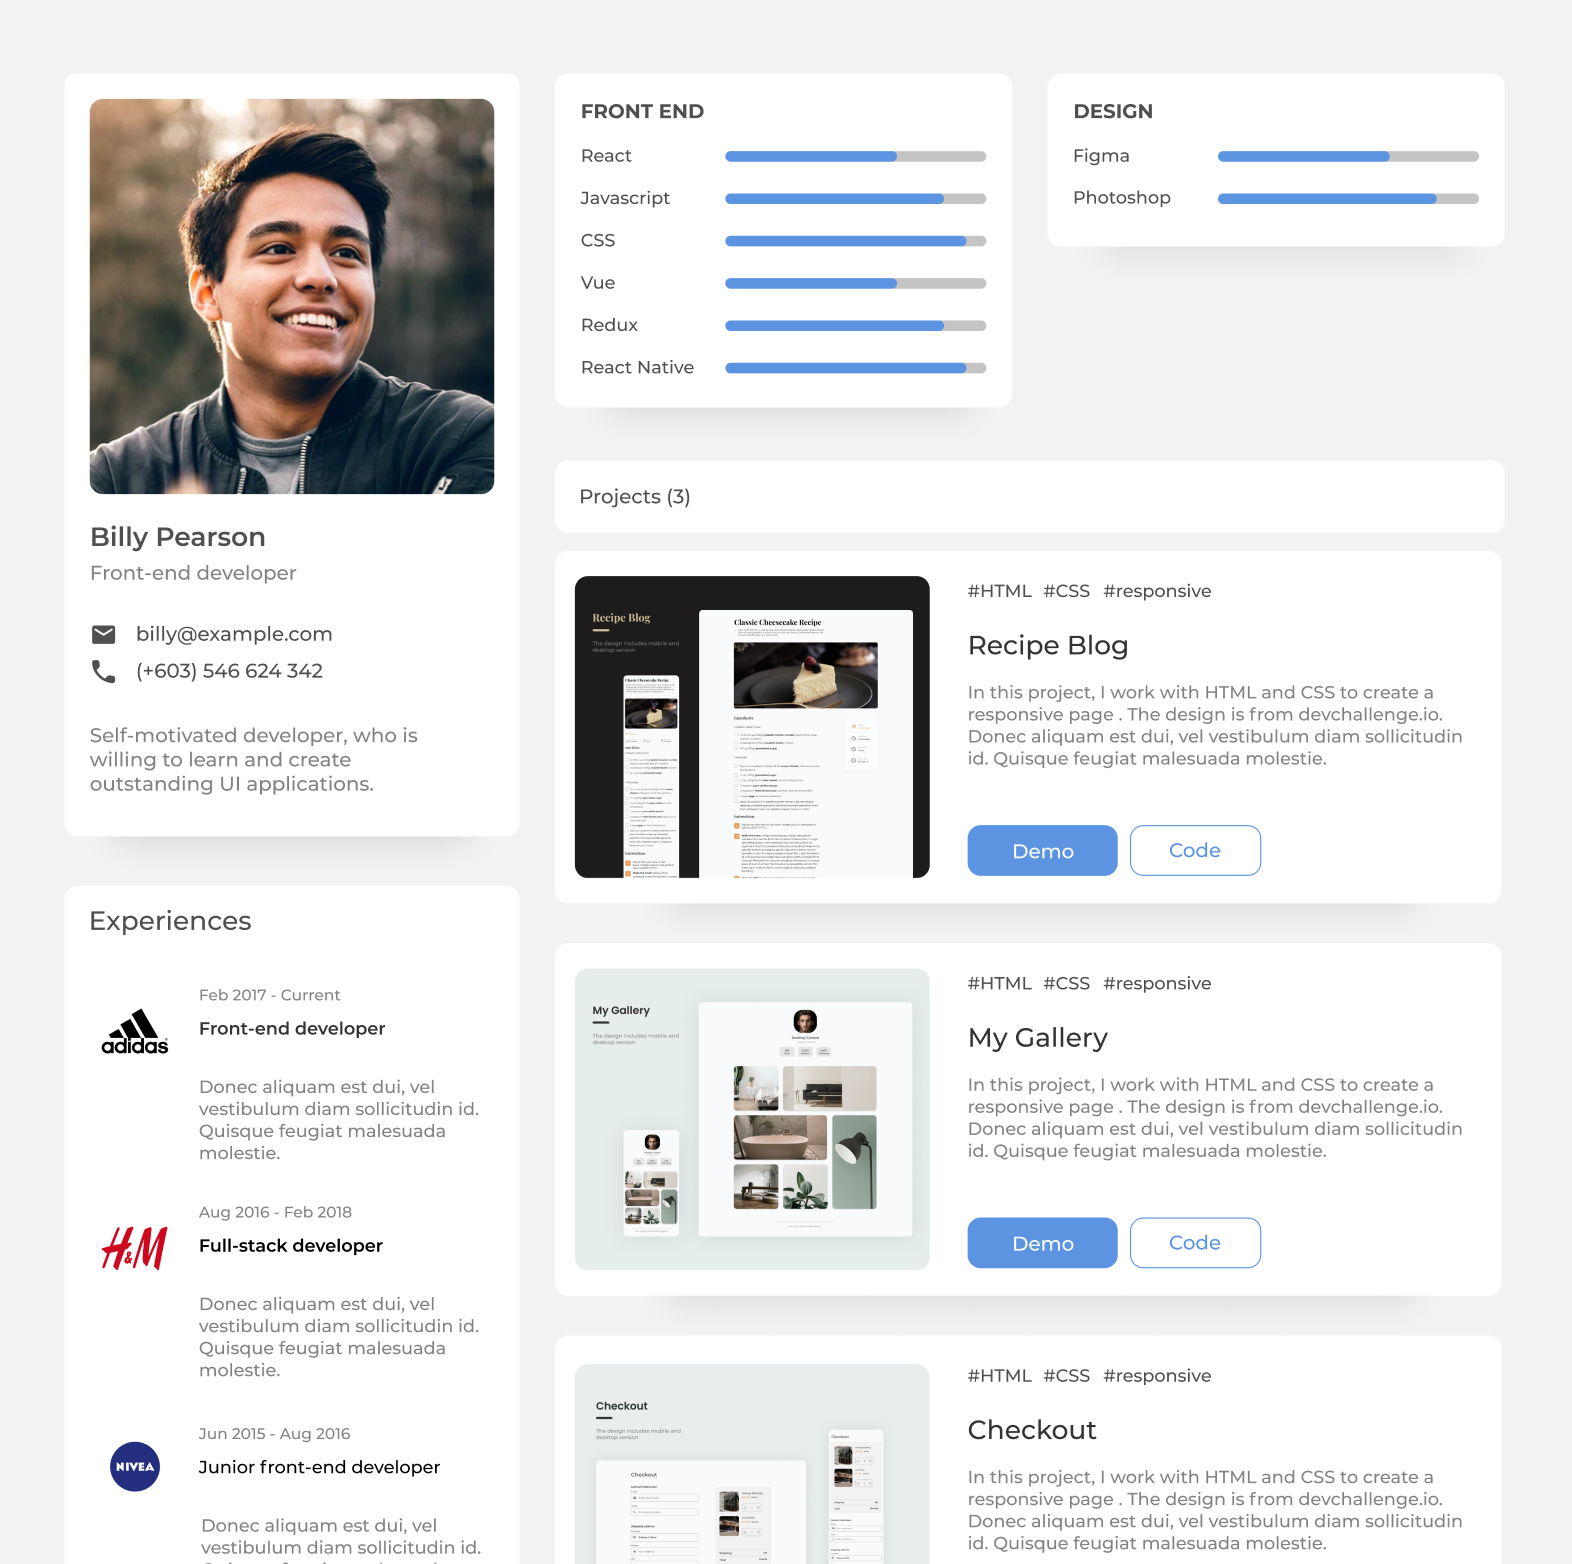 Billy Pearson
Front-end developer
billy@example.com
(+603) 546 624 342
Self-motivated developer, who is
willing to learn and create
outstanding UI applications.
Experiences
adidas
Feb 2017 - Current
Front-end developer
Donec aliquam est dui, vel
vestibulum diam sollicitudin id.
Quisque feugiat malesuada
molestie.
H&M
Aug 2016 - Feb 2018
Full-stack developer
Donec aliquam est dui, vel
vestibulum diam sollicitudin id.
Quisque feugiat malesuada
molestie.
NIVEA
Jun 2015 - Aug 2016
Junior front-end developer
Donec aliquam est dui, vel
vestibulum diam sollicitudin id.
FRONT END
React
Javascript
CSS
Vue
Redux
React Native
DESIGN
Figma
Photoshop
Projects (3)
Recipe Blog
The design includes mobile and
desktop version
Classic Cheesecake Recipe
Classic Cheesecake Recipe
Ingredients
Instructions
#HTML #CSS #responsive
Recipe Blog
In this project, I work with HTML and CSS to create a
responsive page . The design is from devchallenge.io.
Donec aliquam est dui, vel vestibulum diam sollicitudin
id. Quisque feugiat malesuada molestie.
Demo
Code
My Gallery
The design includes mobile and
desktop version
#HTML #CSS #responsive
My Gallery
In this project, I work with HTML and CSS to create a
responsive page . The design is from devchallenge.io.
Donec aliquam est dui, vel vestibulum diam sollicitudin
id. Quisque feugiat malesuada molestie.
Demo
Code
Checkout
The design includes mobile and
desktop version
Checkout
Checkout
#HTML #CSS #responsive
Checkout
In this project, I work with HTML and CSS to create a
responsive page . The design is from devchallenge.io.
Donec aliquam est dui, vel vestibulum diam sollicitudin
id. Quisque feugiat malesuada molestie.